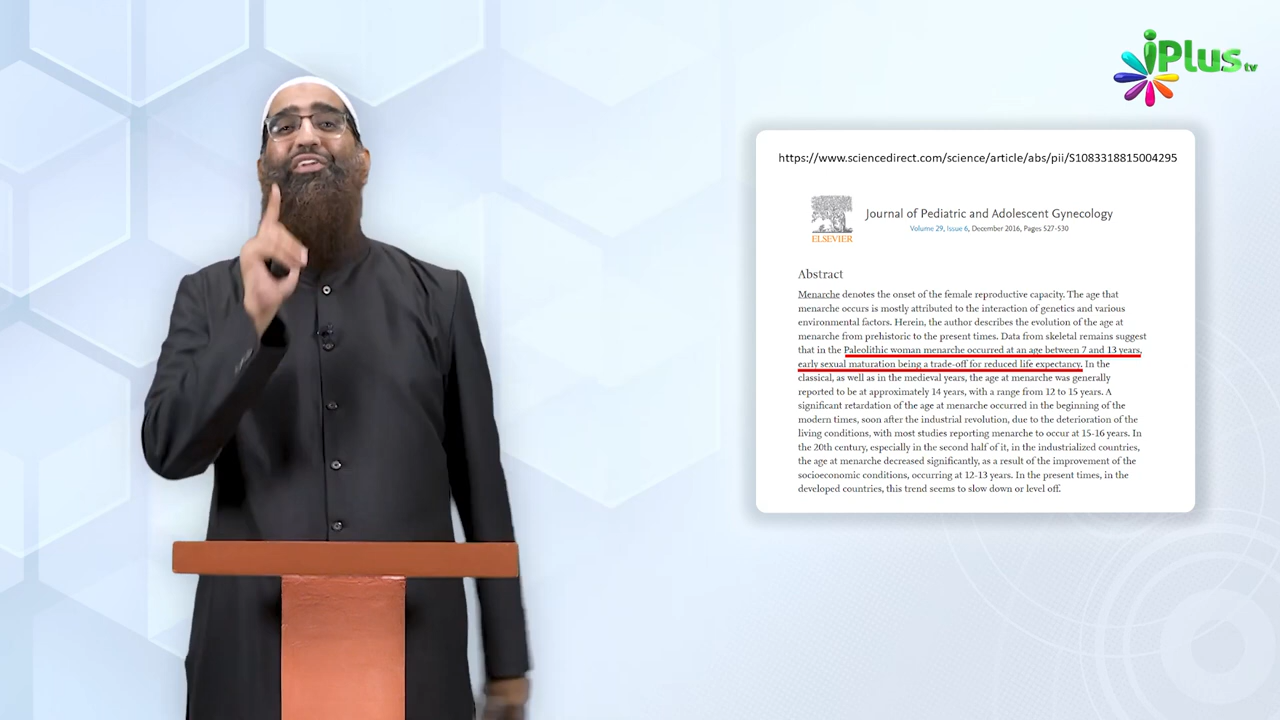 iPlus tv
https://www.sciencedirect.com/science/article/abs/pii/S1083318815004295
ELSEVIER
Journal of Pediatric and Adolescent Gynecology
Volume 29, Issue 6, December 2016, Pages 527-530
Abstract
Menarche denotes the onset of the female reproductive capacity. The age that
menarche occurs is mostly attributed to the interaction of genetics and various
environmental factors. Herein, the author describes the evolution of the age at
menarche from prehistoric to the present times. Data from skeletal remains suggest
that in the Paleolithic woman menarche occurred at an age between 7 and 13 years,
early sexual maturation being a trade-off for reduced life expectancy. In the
classical, as well as in the medieval years, the age at menarche was generally
reported to be at approximately 14 years, with a range from 12 to 15 years. A
significant retardation of the age at menarche occurred in the beginning of the
modern times, soon after the industrial revolution, due to the deterioration of the
living conditions, with most studies reporting menarche to occur at 15-16 years. In
the 20th century, especially in the second half of it, in the industrialized countries,
the age at menarche decreased significantly, as a result of the improvement of the
socioeconomic conditions, occurring at 12-13 years. In the present times, in the
developed countries, this trend seems to slow down or level off.